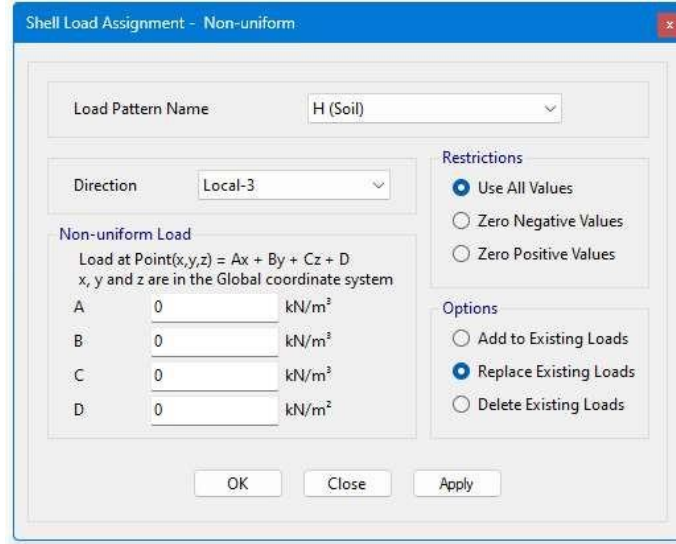 Shell Load Assignment - Non-uniform
x
Load Pattern Name
H (Soil)
Direction
Local-3
Non-uniform Load
Load at Point(x,y,z) = Ax + By + Cz + D
x, y and z are in the Global coordinate system
A 0 kN/m³
B 0 kN/m³
C 0 kN/m³
D 0 kN/m²
Restrictions
Use All Values
Zero Negative Values
Zero Positive Values
Options
Add to Existing Loads
Replace Existing Loads
Delete Existing Loads
OK Close Apply